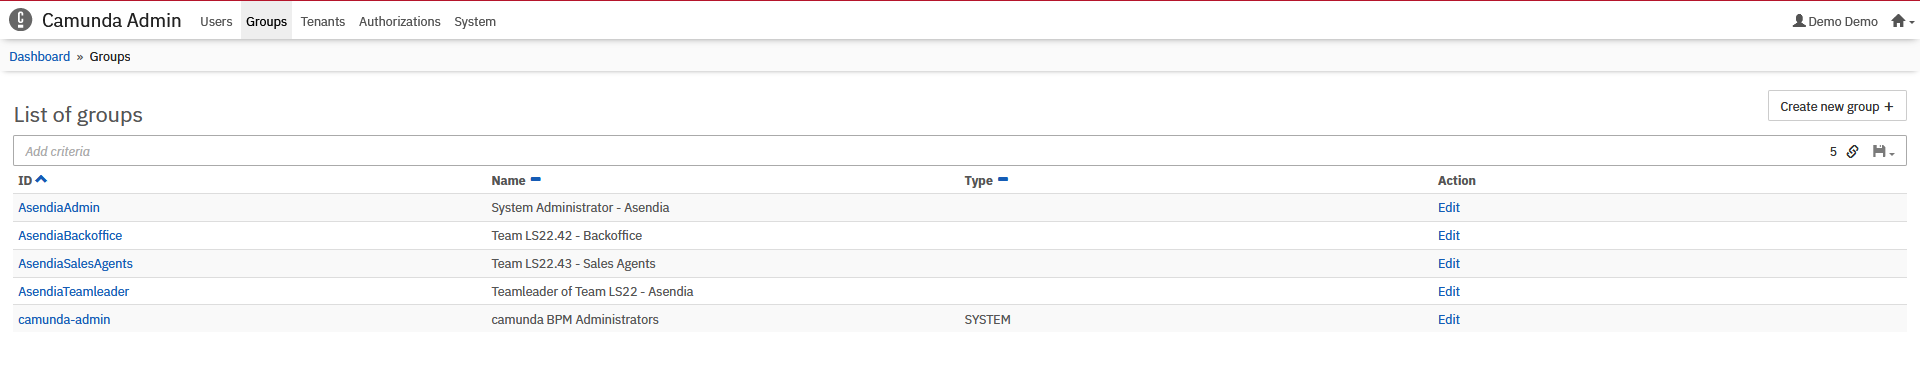 Camunda Admin Users Groups Tenants Authorizations System Demo Demo
Dashboard » Groups
List of groups
Create new group +
Add criteria 5
ID Name Type Action
AsendiaAdmin System Administrator - Asendia Edit
AsendiaBackoffice Team LS22.42 - Backoffice Edit
AsendiaSalesAgents Team LS22.43 - Sales Agents Edit
AsendiaTeamleader Teamleader of Team LS22 - Asendia Edit
camunda-admin camunda BPM Administrators SYSTEM Edit